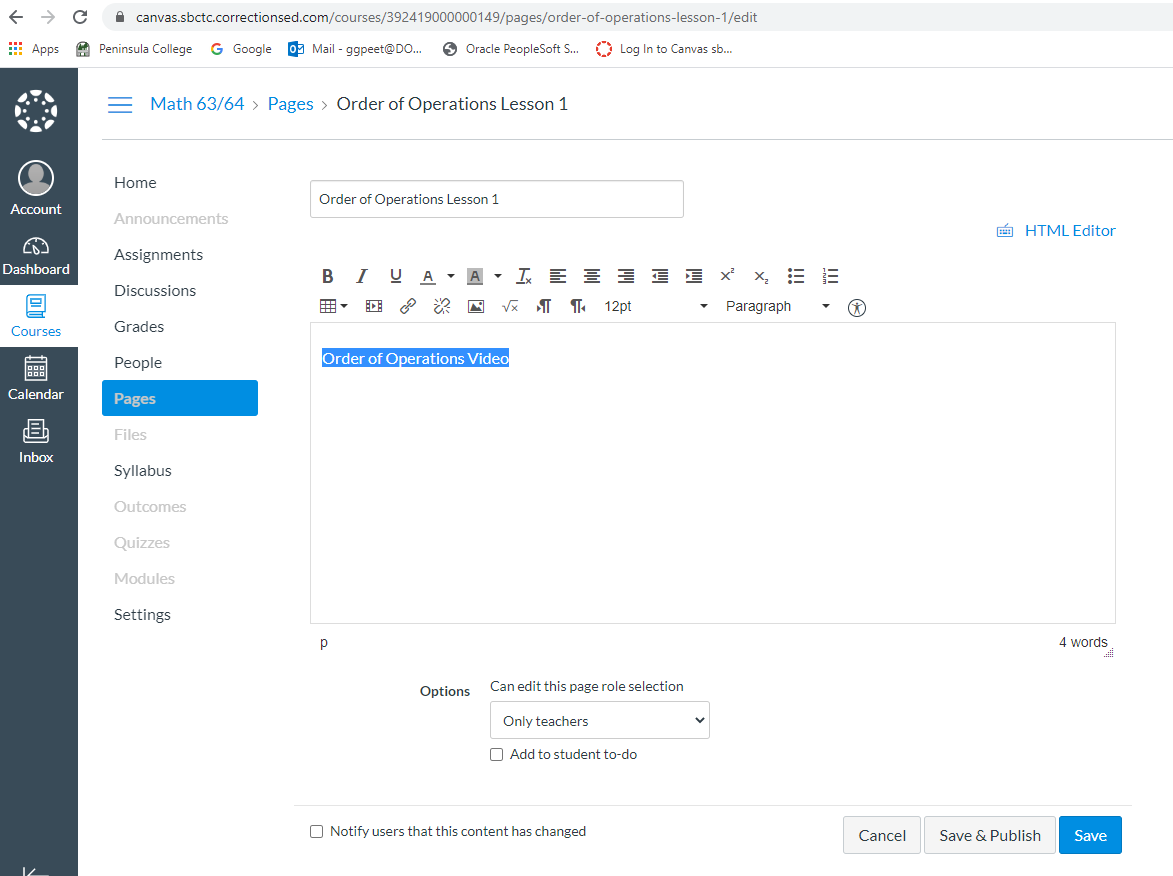 canvas.sbctc.correctionsed.com/courses/392419000000149/pages/order-of-operations-lesson-1/edit
Apps Peninsula College Google Mail - ggpeet@DO... Oracle PeopleSoft S... Log In to Canvas sb...
Math 63/64 > Pages > Order of Operations Lesson 1
Account
Dashboard
Courses
Calendar
Inbox
Home
Announcements
Assignments
Discussions
Grades
People
Pages
Files
Syllabus
Outcomes
Quizzes
Modules
Settings
Order of Operations Lesson 1
HTML Editor
12pt Paragraph
Order of Operations Video
p 4 words
Options Can edit this page role selection
Only teachers
Add to student to-do
Notify users that this content has changed
Cancel Save & Publish Save